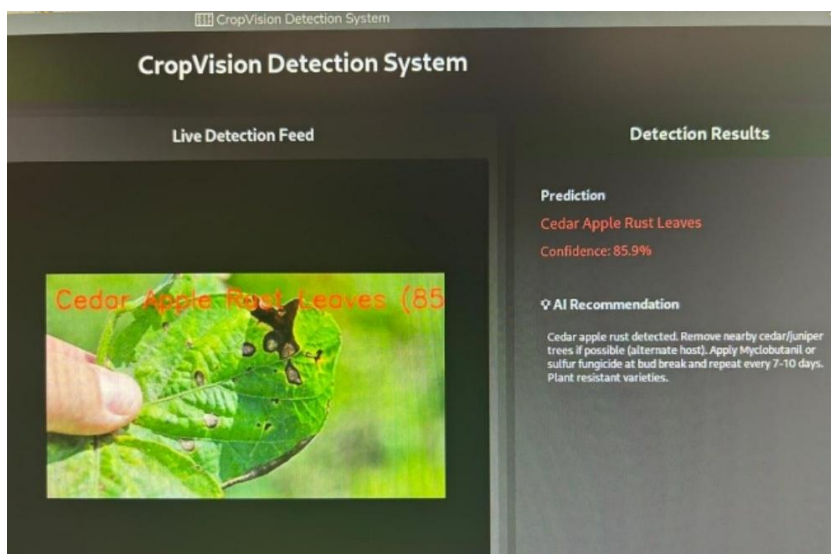 CropVision Detection System
CropVision Detection System
Live Detection Feed
Cedar Apple Rust Leaves (85
Detection Results
Prediction
Cedar Apple Rust Leaves
Confidence: 85.9%
AI Recommendation
Cedar apple rust detected. Remove nearby cedar/juniper
trees if possible (alternate host). Apply Myclobutanil or
sulfur fungicide at bud break and repeat every 7-10 days.
Plant resistant varieties.